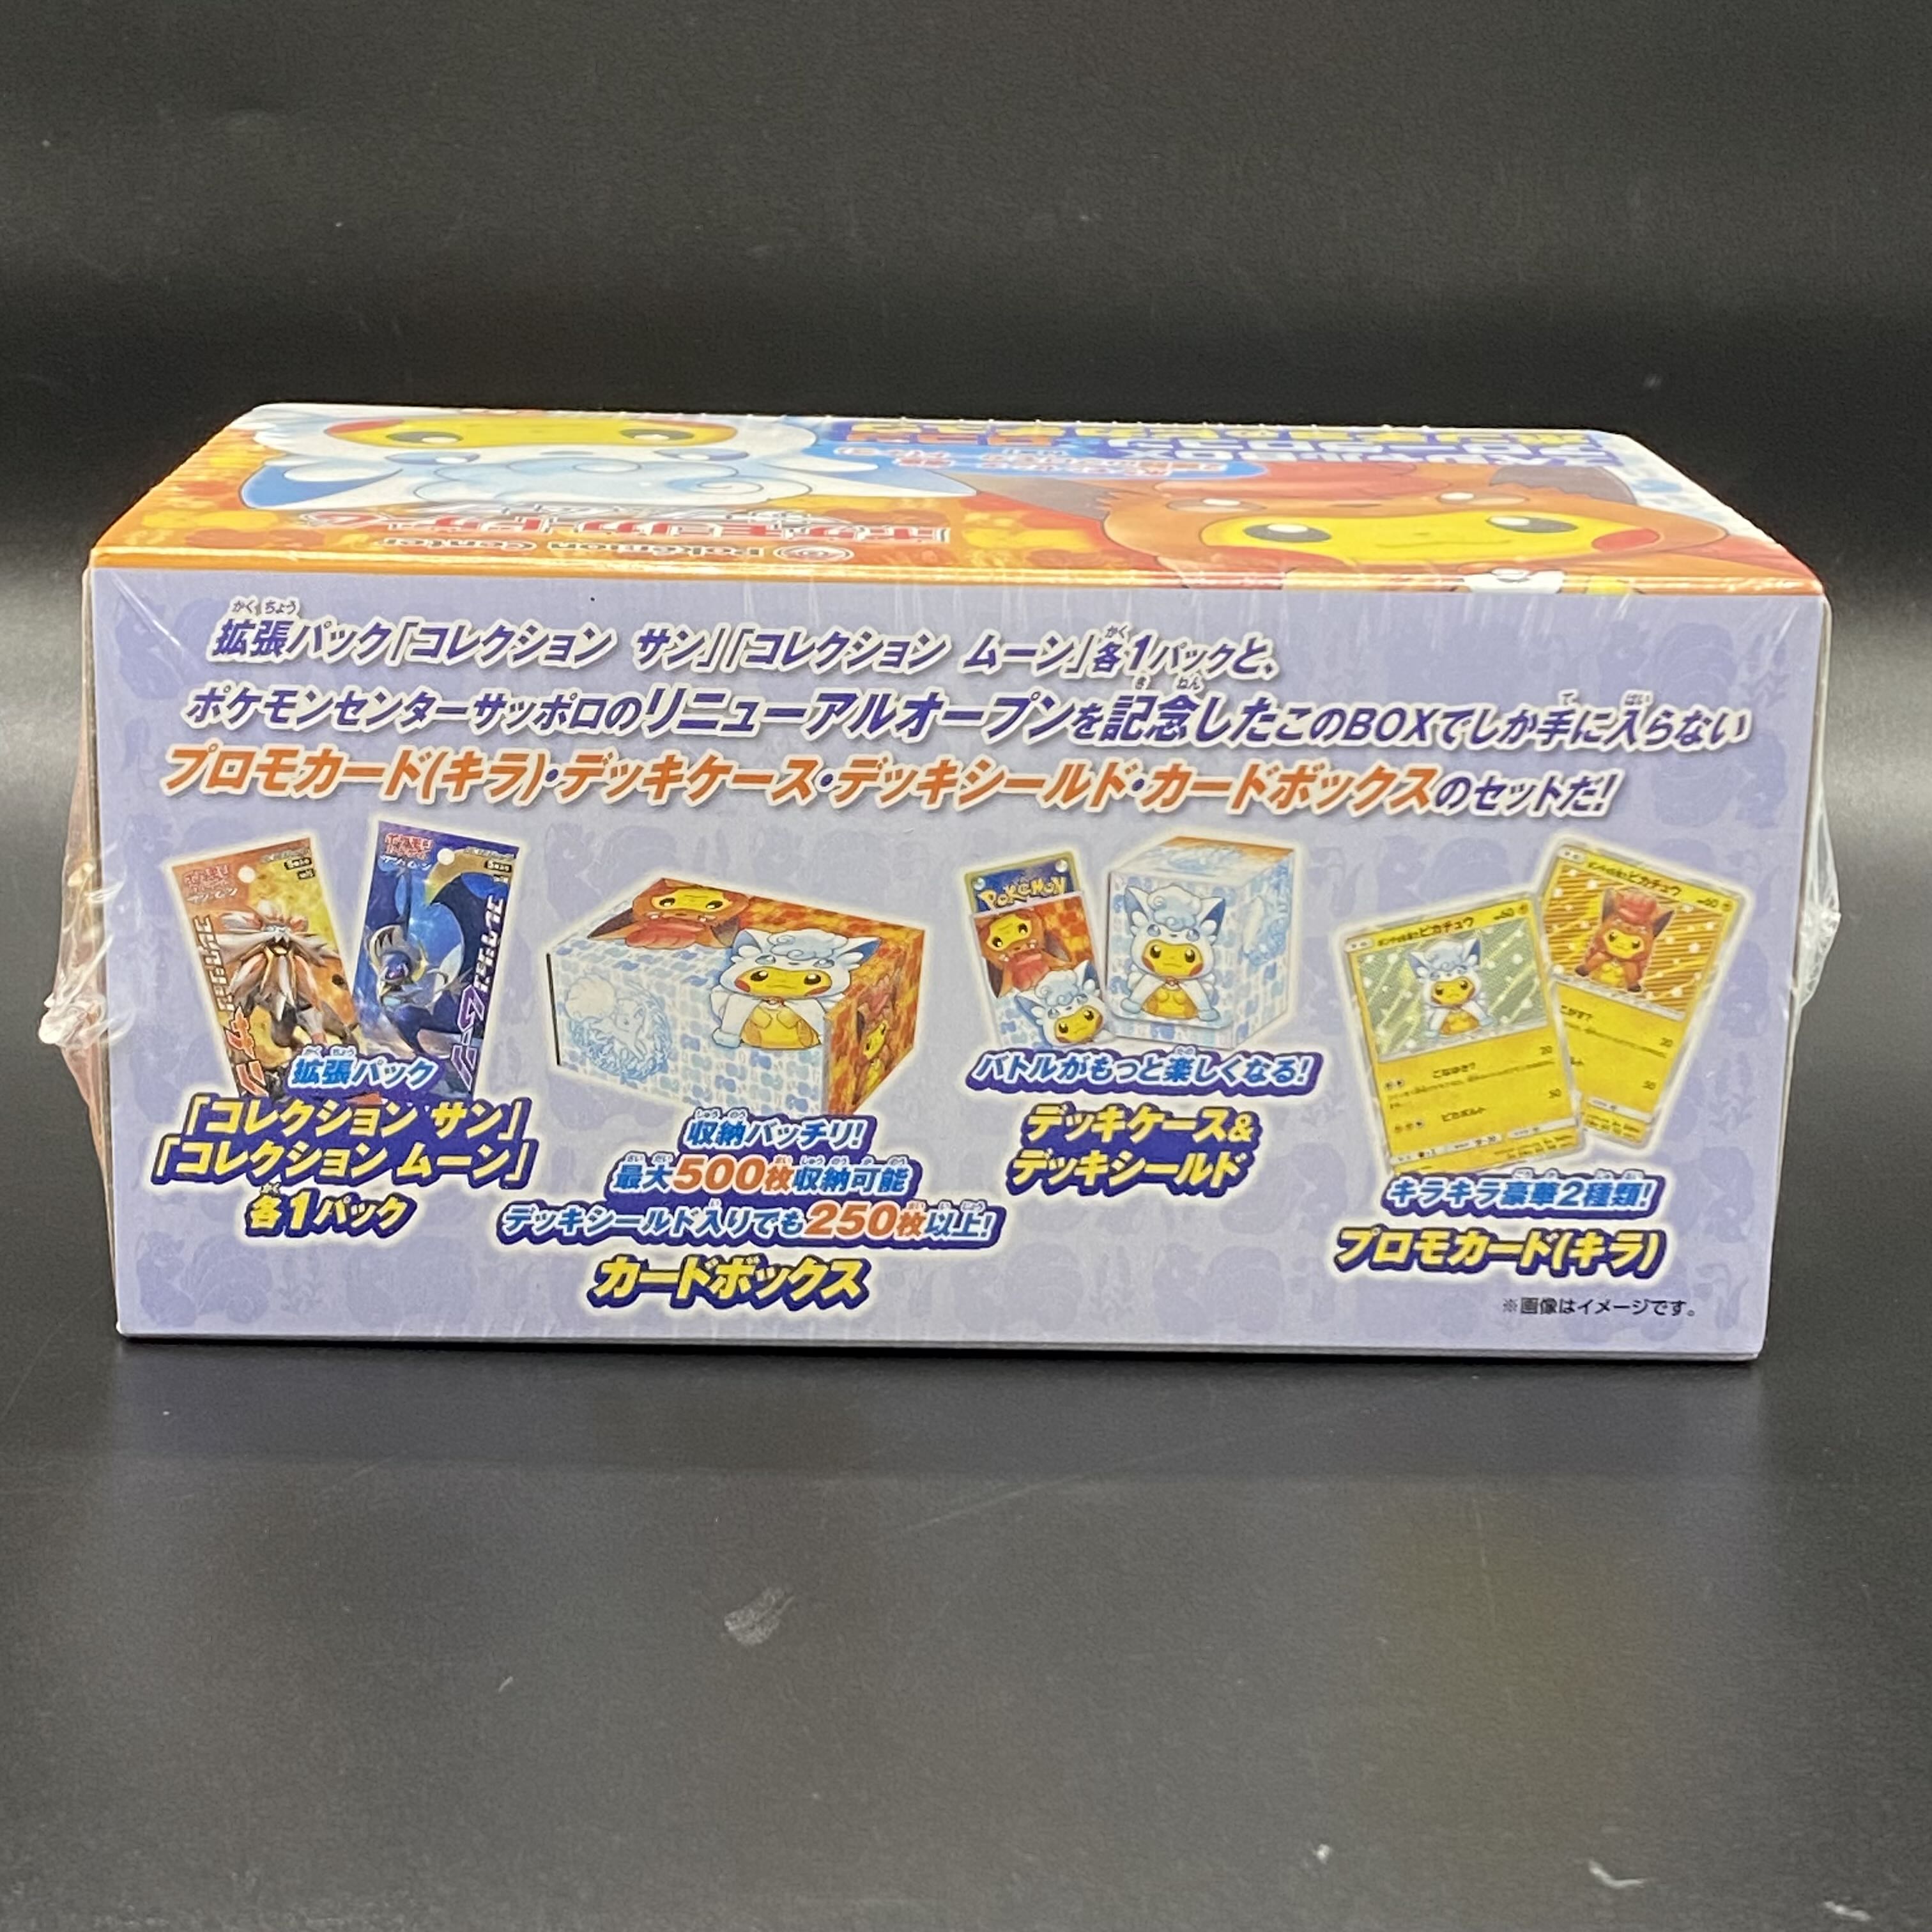 Pokémon Center
スペシャルBOX
拡張パック「コレクション サン」「コレクション ムーン」各1パックと、
ポケモンセンターサッポロのリニューアルオープンを記念したこのBOXでしか手に入らない
プロモカード(キラ)・デッキケース・デッキシールド・カードボックスのセットだ!
拡張パック
「コレクション サン」
「コレクション ムーン」
各1パック
収納バッチリ!
最大500枚収納可能
デッキシールド入りでも250枚以上!
カードボックス
POKéMON
バトルがもっと楽しくなる!
デッキケース&
デッキシールド
キラキラ豪華2種類!
プロモカード(キラ)
※画像はイメージです。